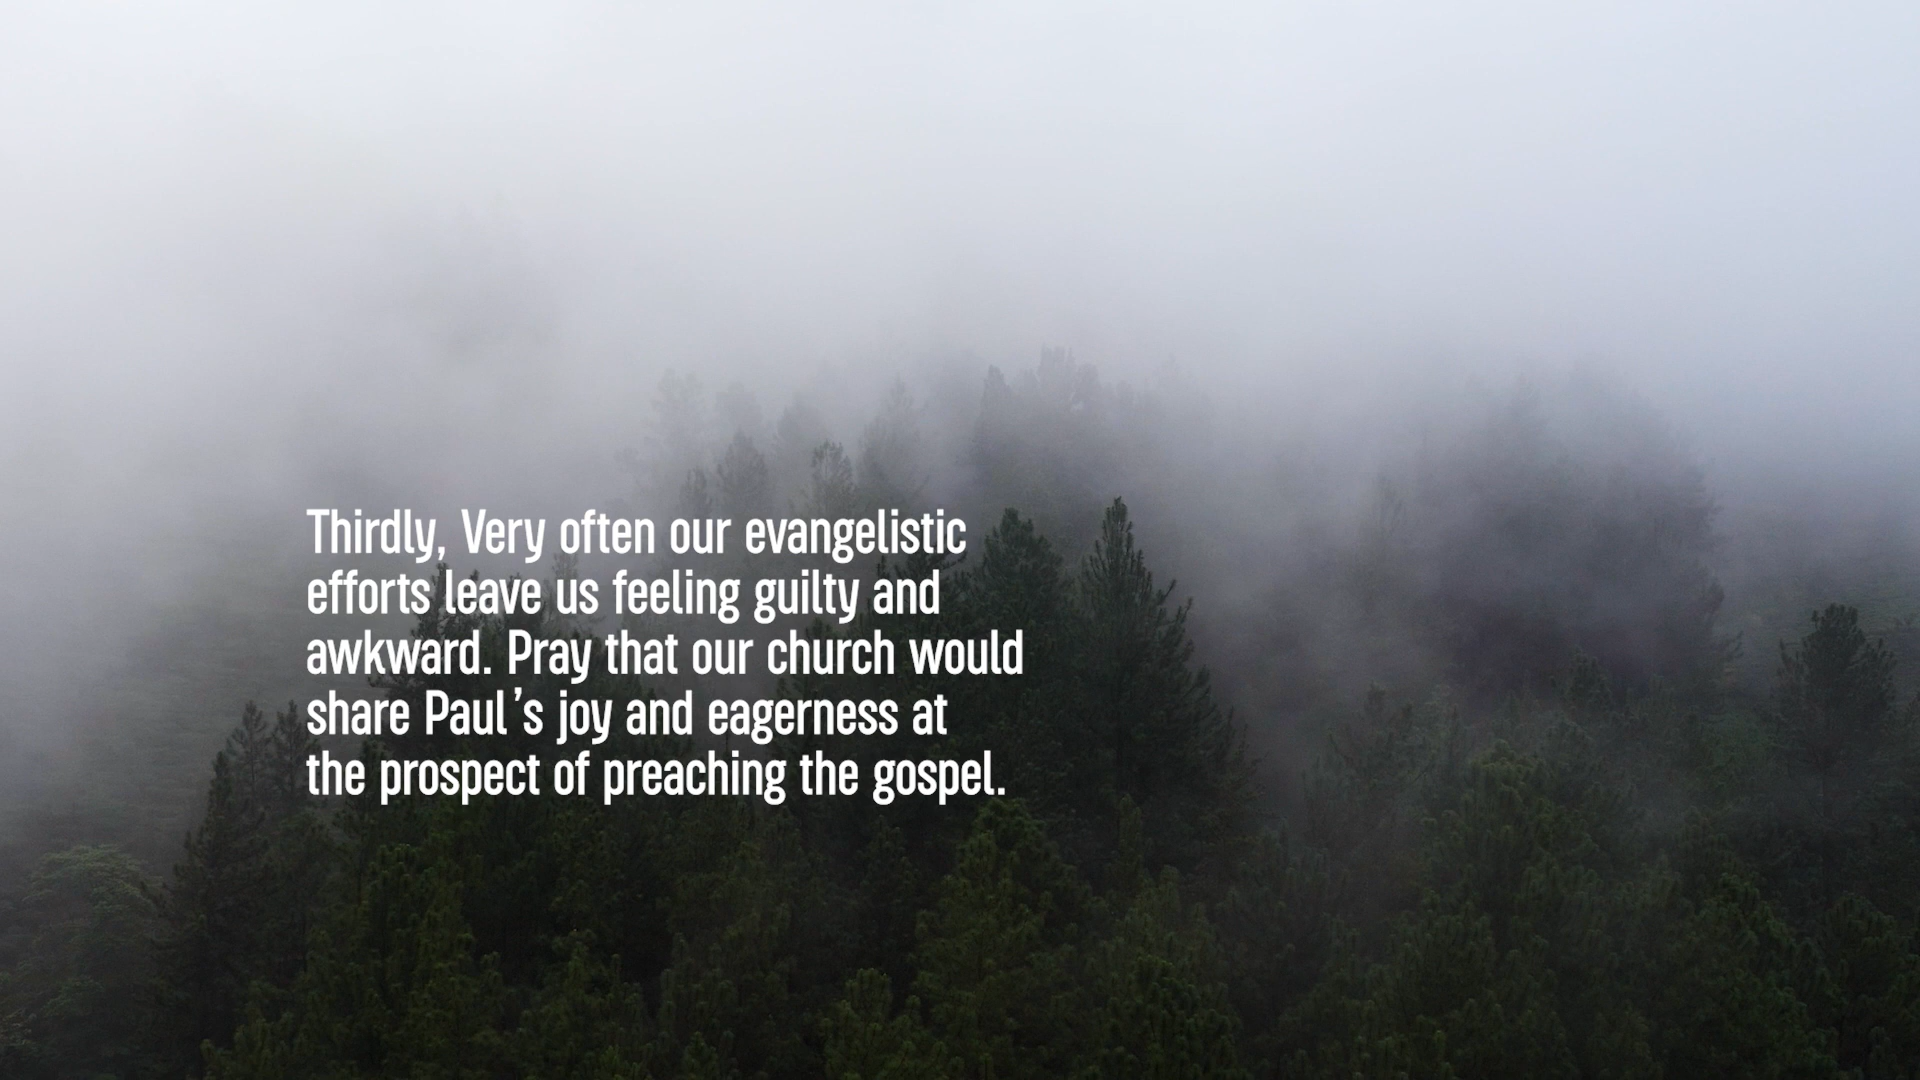 Thirdly, Very often our evangelistic
efforts leave us feeling guilty and
awkward. Pray that our church would
share Paul's joy and eagerness at
the prospect of preaching the gospel.